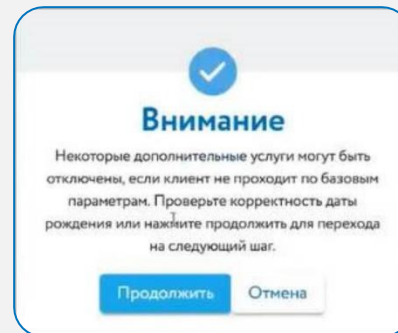 Внимание
Некоторые дополнительные услуги могут быть
отключены, если клиент не проходит по базовым
параметрам. Проверьте корректность даты
рождения или нажмите продолжить для перехода
на следующий шаг.
Продолжить Отмена